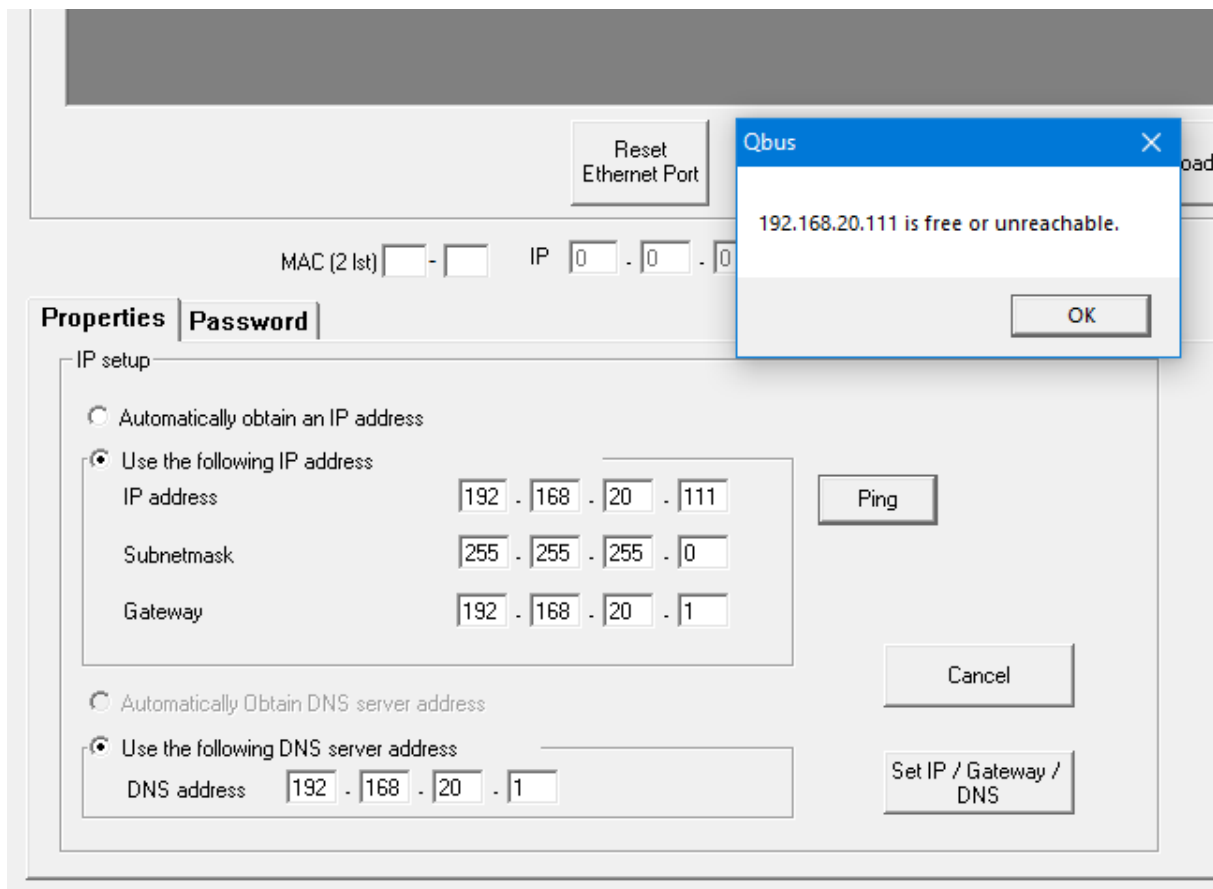 Reset
Ethernet Port
Qbus
192.168.20.111 is free or unreachable.
OK
oad
MAC (2 lst) - IP 0 . 0 . 0
Properties Password
IP setup
Automatically obtain an IP address
Use the following IP address
IP address 192 . 168 . 20 . 111 Ping
Subnetmask 255 . 255 . 255 . 0
Gateway 192 . 168 . 20 . 1
Cancel
Automatically Obtain DNS server address
Use the following DNS server address
DNS address 192 . 168 . 20 . 1
Set IP / Gateway /
DNS